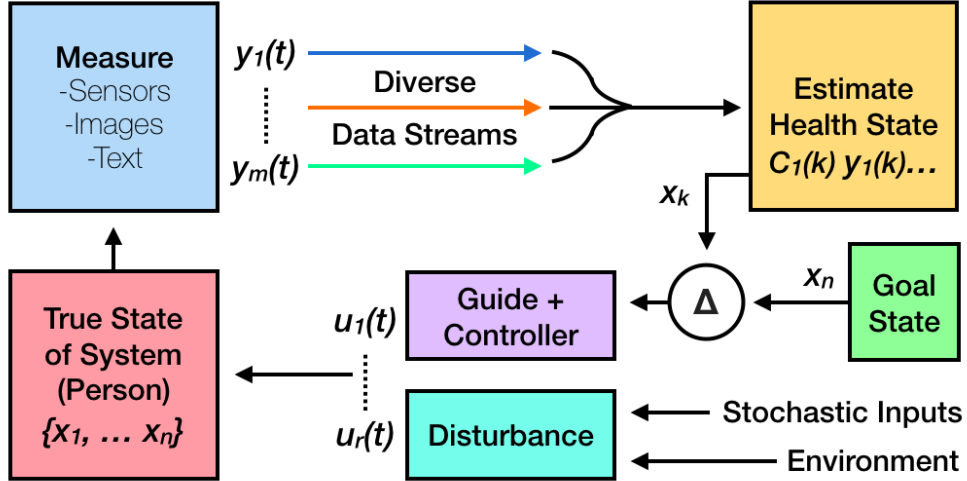 Measure
-Sensors
-Images
-Text
y₁(t)
yₘ(t)
Diverse
Data Streams
Estimate
Health State
C₁(k) y₁(k)...
xₖ
xₙ
Δ
Goal
State
Guide +
Controller
u₁(t)
uᵣ(t)
True State
of System
(Person)
{x₁, ... xₙ}
Disturbance
Stochastic Inputs
Environment